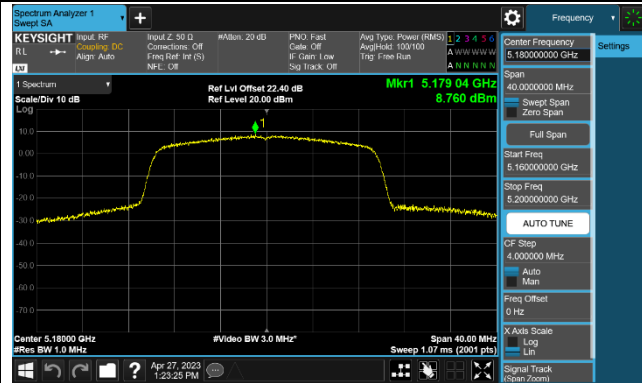 Spectrum Analyzer 1
Swept SA
Frequency
KEYSIGHT
RL
LXI
Input: RF
Coupling: DC
Align: Auto
Input Z: 50 Ω
Corrections: Off
Freq Ref: Int (S)
NFE: Off
#Atten: 20 dB
PNO: Fast
Gate: Off
IF Gain: Low
Sig Track: Off
Avg Type: Power (RMS)
Avg|Hold: 100/100
Trig: Free Run
1 2 3 4 5 6
A W W W W W
A N N N N N
1 Spectrum
Scale/Div 10 dB
Ref Lvl Offset 22.40 dB
Ref Level 20.00 dBm
Mkr1 5.179 04 GHz
8.760 dBm
Log
1
10.0
0.00
-10.0
-20.0
-30.0
-40.0
-50.0
-60.0
-70.0
Center 5.18000 GHz
#Res BW 1.0 MHz
#Video BW 3.0 MHz*
Span 40.00 MHz
Sweep 1.07 ms (2001 pts)
Apr 27, 2023
1:23:25 PM
Center Frequency
5.180000000 GHz
Settings
Span
40.0000000 MHz
Swept Span
Zero Span
Full Span
Start Freq
5.160000000 GHz
Stop Freq
5.200000000 GHz
AUTO TUNE
CF Step
4.000000 MHz
Auto
Man
Freq Offset
0 Hz
X Axis Scale
Log
Lin
Signal Track
(Span Zoom)